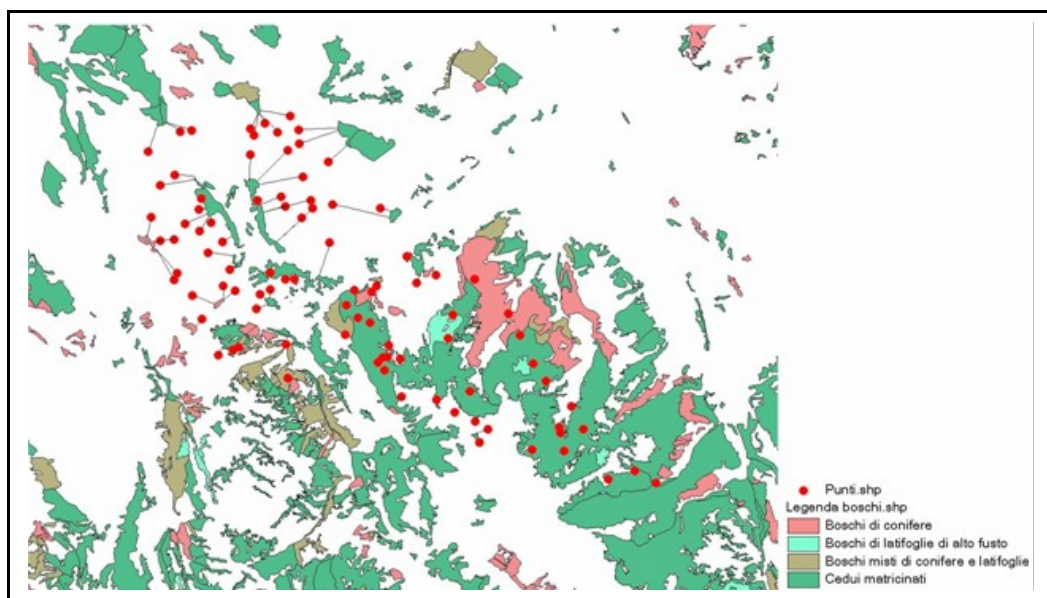 Punti.shp
Legenda boschi.shp
Boschi di conifere
Boschi di latifoglie di alto fusto
Boschi misti di conifere e latifoglie
Cedui matricinati